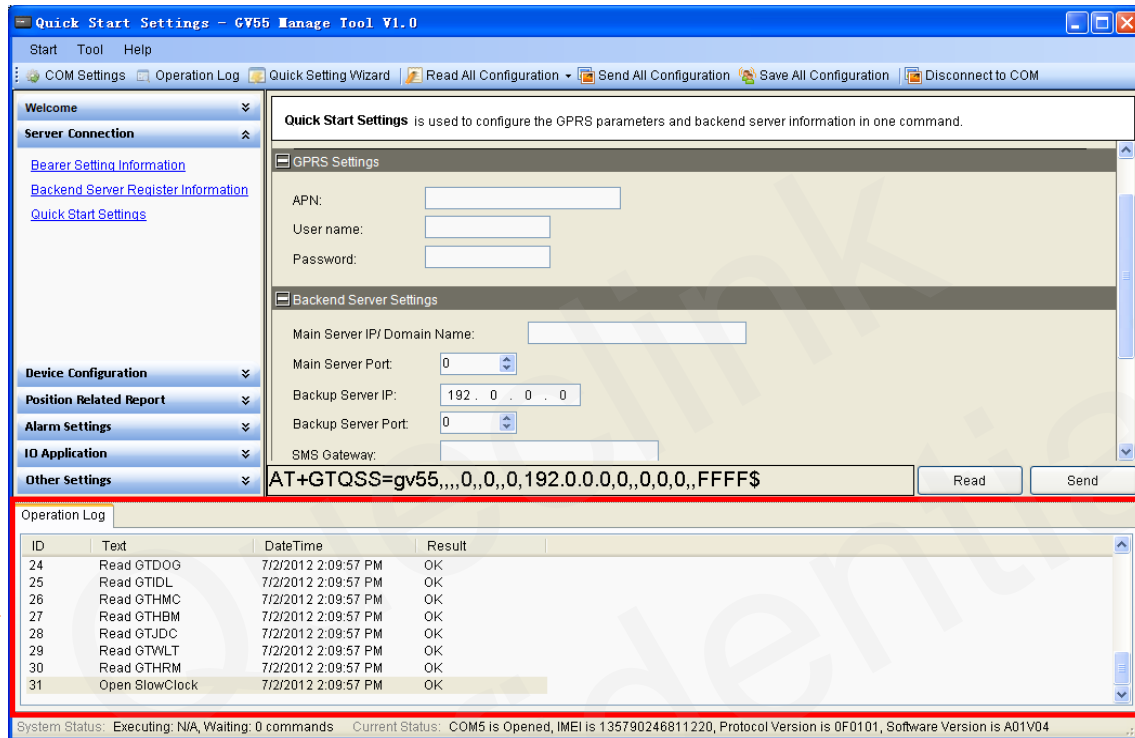 Quick Start Settings - GV55 Manage Tool V1.0
Start Tool Help
COM Settings Operation Log Quick Setting Wizard Read All Configuration Send All Configuration Save All Configuration Disconnect to COM
Welcome
Server Connection
Bearer Setting Information
Backend Server Register Information
Quick Start Settings
Device Configuration
Position Related Report
Alarm Settings
IO Application
Other Settings
Quick Start Settings is used to configure the GPRS parameters and backend server information in one command.
GPRS Settings
APN:
User name:
Password:
Backend Server Settings
Main Server IP/ Domain Name:
Main Server Port: 0
Backup Server IP: 192 . 0 . 0 . 0
Backup Server Port: 0
SMS Gateway:
AT+GTQSS=gv55,,,,0,,0,,0,192.0.0.0,0,,0,0,0,,FFFF$ Read Send
Operation Log
ID Text DateTime Result
24 Read GTDOG 7/2/2012 2:09:57 PM OK
25 Read GTIDL 7/2/2012 2:09:57 PM OK
26 Read GTHMC 7/2/2012 2:09:57 PM OK
27 Read GTHBM 7/2/2012 2:09:57 PM OK
28 Read GTJDC 7/2/2012 2:09:57 PM OK
29 Read GTWLT 7/2/2012 2:09:57 PM OK
30 Read GTHRM 7/2/2012 2:09:57 PM OK
31 Open SlowClock 7/2/2012 2:09:57 PM OK
System Status: Executing: N/A, Waiting: 0 commands Current Status: COM5 is Opened, IMEI is 135790246811220, Protocol Version is 0F0101, Software Version is A01V04